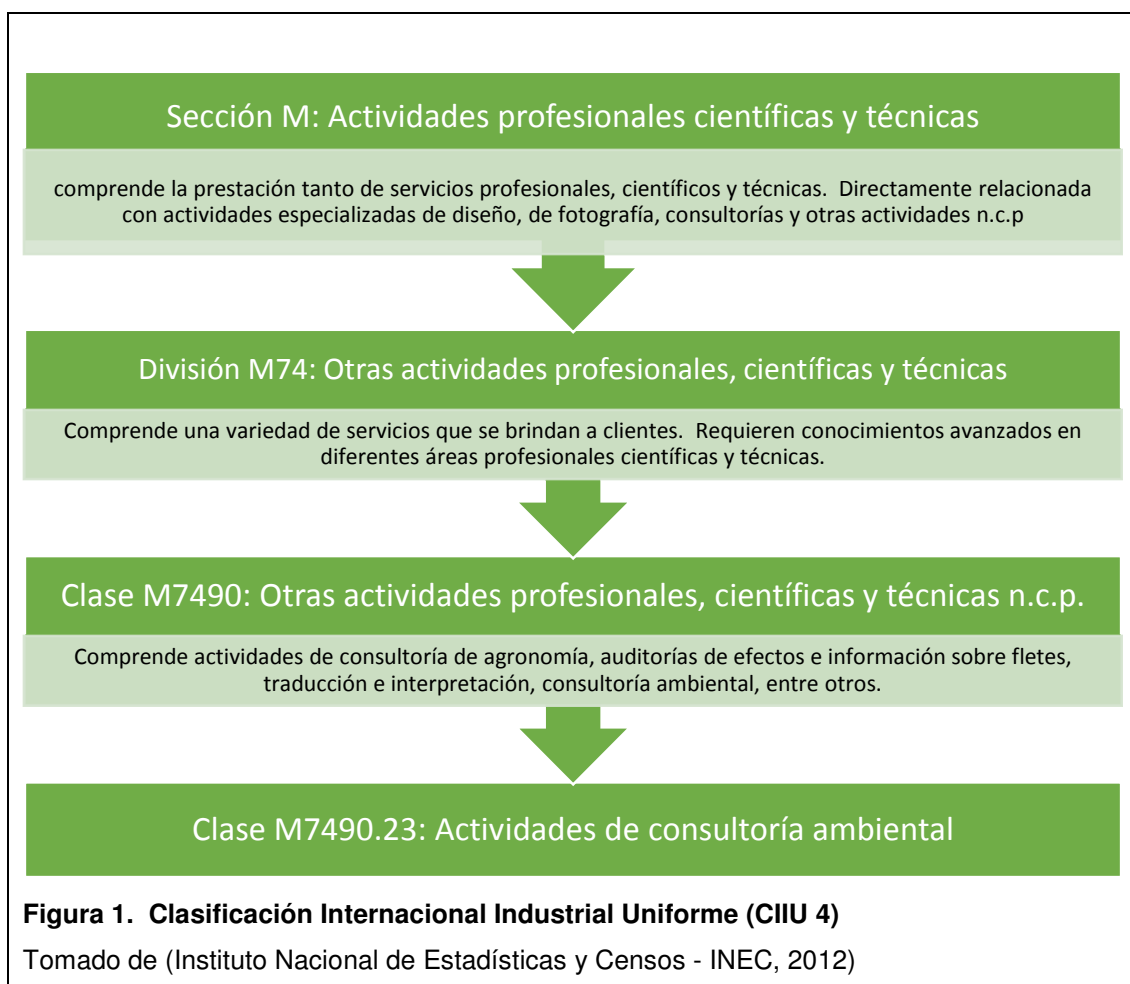 Sección M: Actividades profesionales científicas y técnicas
comprende la prestación tanto de servicios profesionales, científicos y técnicas. Directamente relacionada
con actividades especializadas de diseño, de fotografía, consultorías y otras actividades n.c.p
División M74: Otras actividades profesionales, científicas y técnicas
Comprende una variedad de servicios que se brindan a clientes. Requieren conocimientos avanzados en
diferentes áreas profesionales científicas y técnicas.
Clase M7490: Otras actividades profesionales, científicas y técnicas n.c.p.
Comprende actividades de consultoría de agronomía, auditorías de efectos e información sobre fletes,
traducción e interpretación, consultoría ambiental, entre otros.
Clase M7490.23: Actividades de consultoría ambiental
Figura 1. Clasificación Internacional Industrial Uniforme (CIIU 4)
Tomado de (Instituto Nacional de Estadísticas y Censos - INEC, 2012)